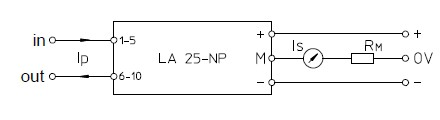 in
1-5
Ip
out
6-10
LA 25-NP
+
M
−
Is
RM
+
0V
−